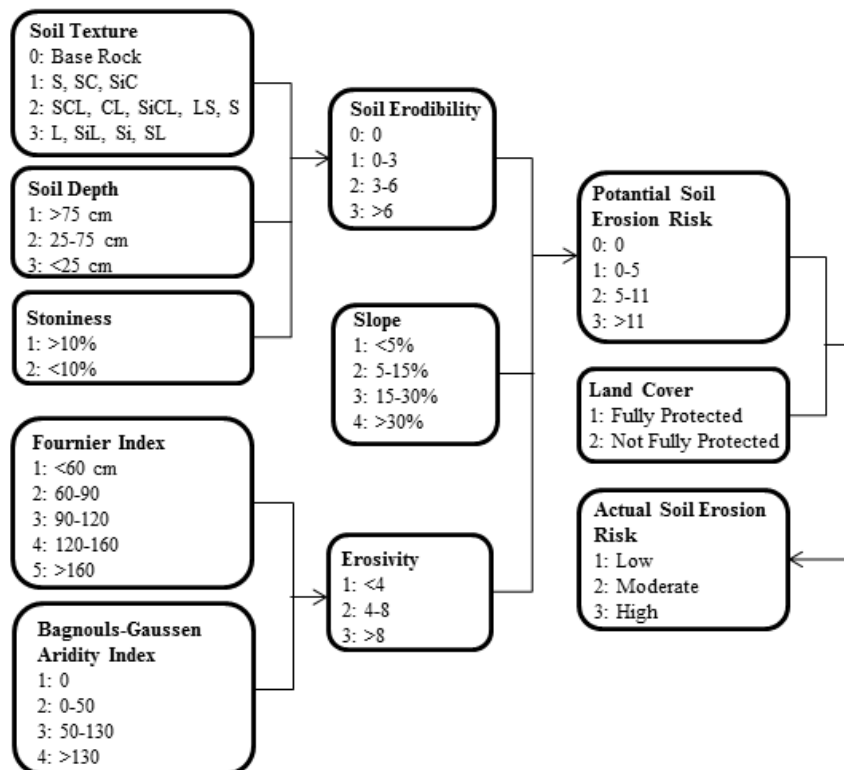 Soil Texture
0: Base Rock
1: S, SC, SiC
2: SCL, CL, SiCL, LS, S
3: L, SiL, Si, SL
Soil Depth
1: >75 cm
2: 25-75 cm
3: <25 cm
Stoniness
1: >10%
2: <10%
Fournier Index
1: <60 cm
2: 60-90
3: 90-120
4: 120-160
5: >160
Bagnouls-Gaussen
Aridity Index
1: 0
2: 0-50
3: 50-130
4: >130
Soil Erodibility
0: 0
1: 0-3
2: 3-6
3: >6
Slope
1: <5%
2: 5-15%
3: 15-30%
4: >30%
Erosivity
1: <4
2: 4-8
3: >8
Potantial Soil
Erosion Risk
0: 0
1: 0-5
2: 5-11
3: >11
Land Cover
1: Fully Protected
2: Not Fully Protected
Actual Soil Erosion
Risk
1: Low
2: Moderate
3: High